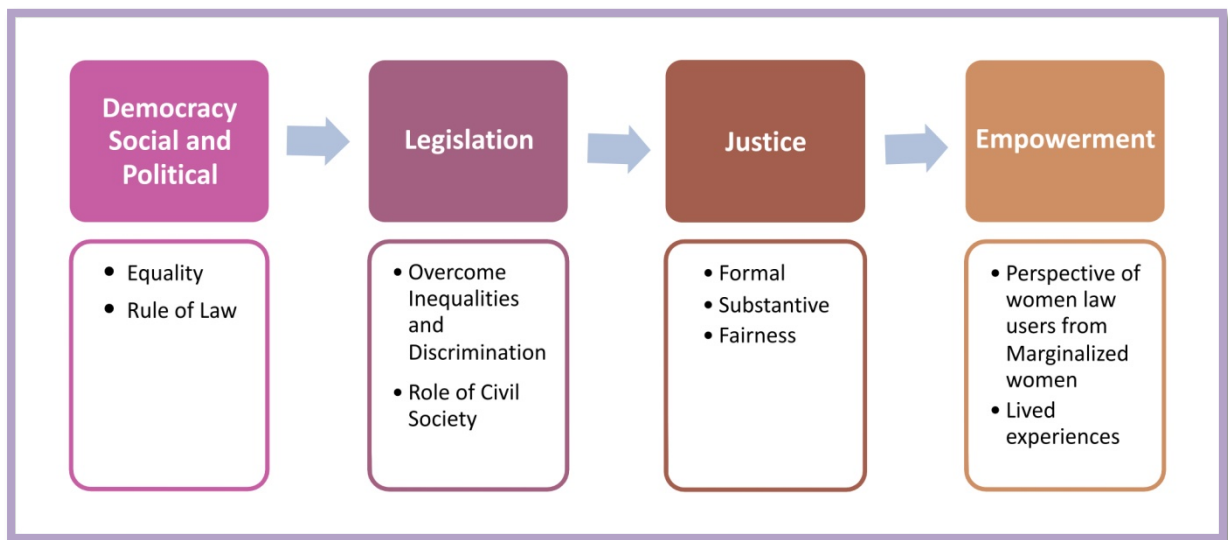 Democracy
Social and
Political
• Equality
• Rule of Law
Legislation
• Overcome
Inequalities
and
Discrimination
• Role of Civil
Society
Justice
• Formal
• Substantive
• Fairness
Empowerment
• Perspective of
women law
users from
Marginalized
women
• Lived
experiences